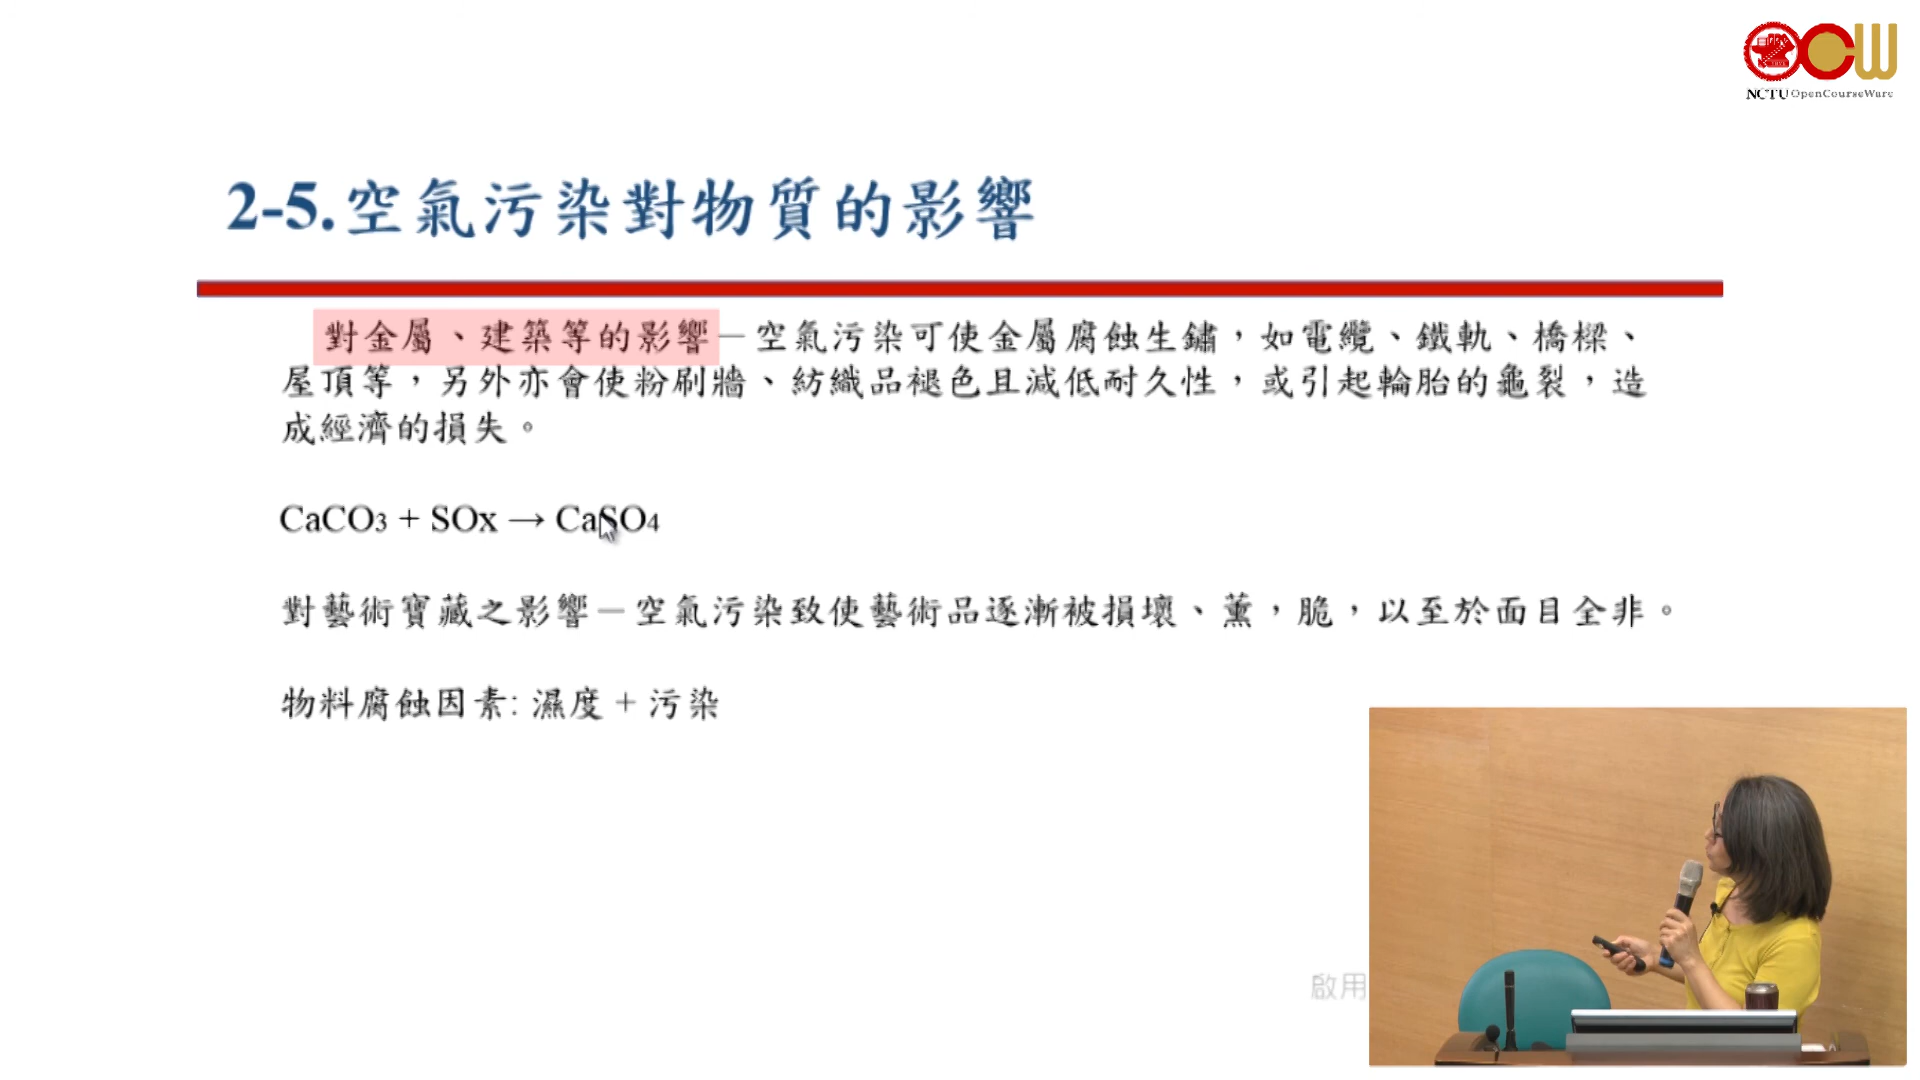 NCTU OpenCourseWare
2-5.空氣污染對物質的影響
對金屬、建築等的影響－空氣污染可使金屬腐蝕生鏽，如電纜、鐵軌、橋樑、
屋頂等，另外亦會使粉刷牆、紡織品褪色且減低耐久性，或引起輪胎的龜裂，造
成經濟的損失。
CaCO3 + SOx → CaSO4
對藝術寶藏之影響－空氣污染致使藝術品逐漸被損壞、薰，脆，以至於面目全非。
物料腐蝕因素: 濕度 + 污染
啟用